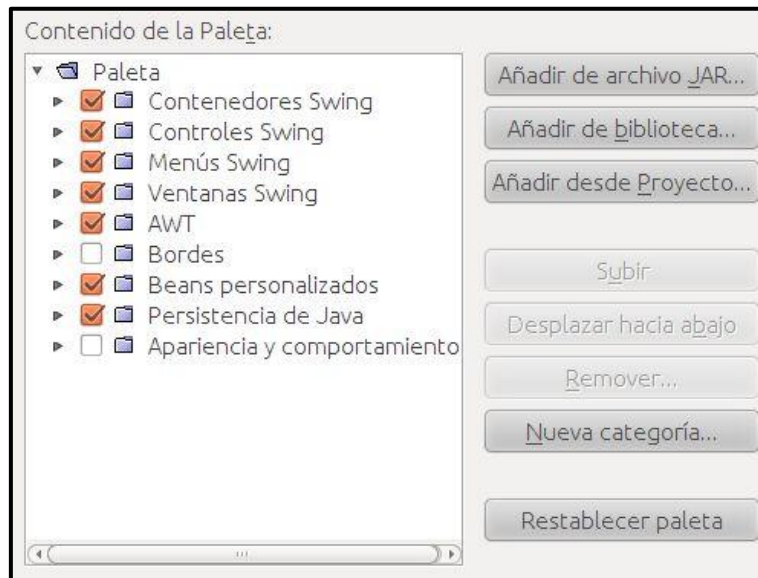 Contenido de la Paleta:
Paleta
Contenedores Swing
Controles Swing
Menús Swing
Ventanas Swing
AWT
Bordes
Beans personalizados
Persistencia de Java
Apariencia y comportamiento
Añadir de archivo JAR...
Añadir de biblioteca...
Añadir desde Proyecto...
Subir
Desplazar hacia abajo
Remover...
Nueva categoría...
Restablecer paleta